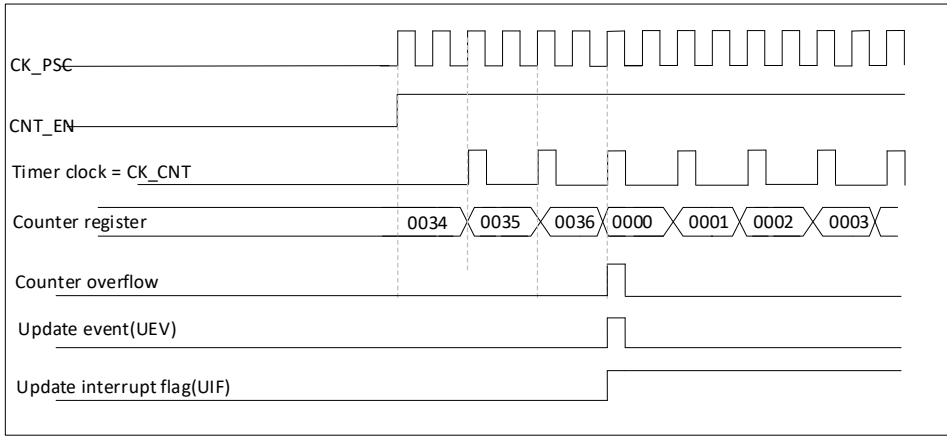 CK_PSC
CNT_EN
Timer clock = CK_CNT
Counter register 0034 0035 0036 0000 0001 0002 0003
Counter overflow
Update event(UEV)
Update interrupt flag(UIF)